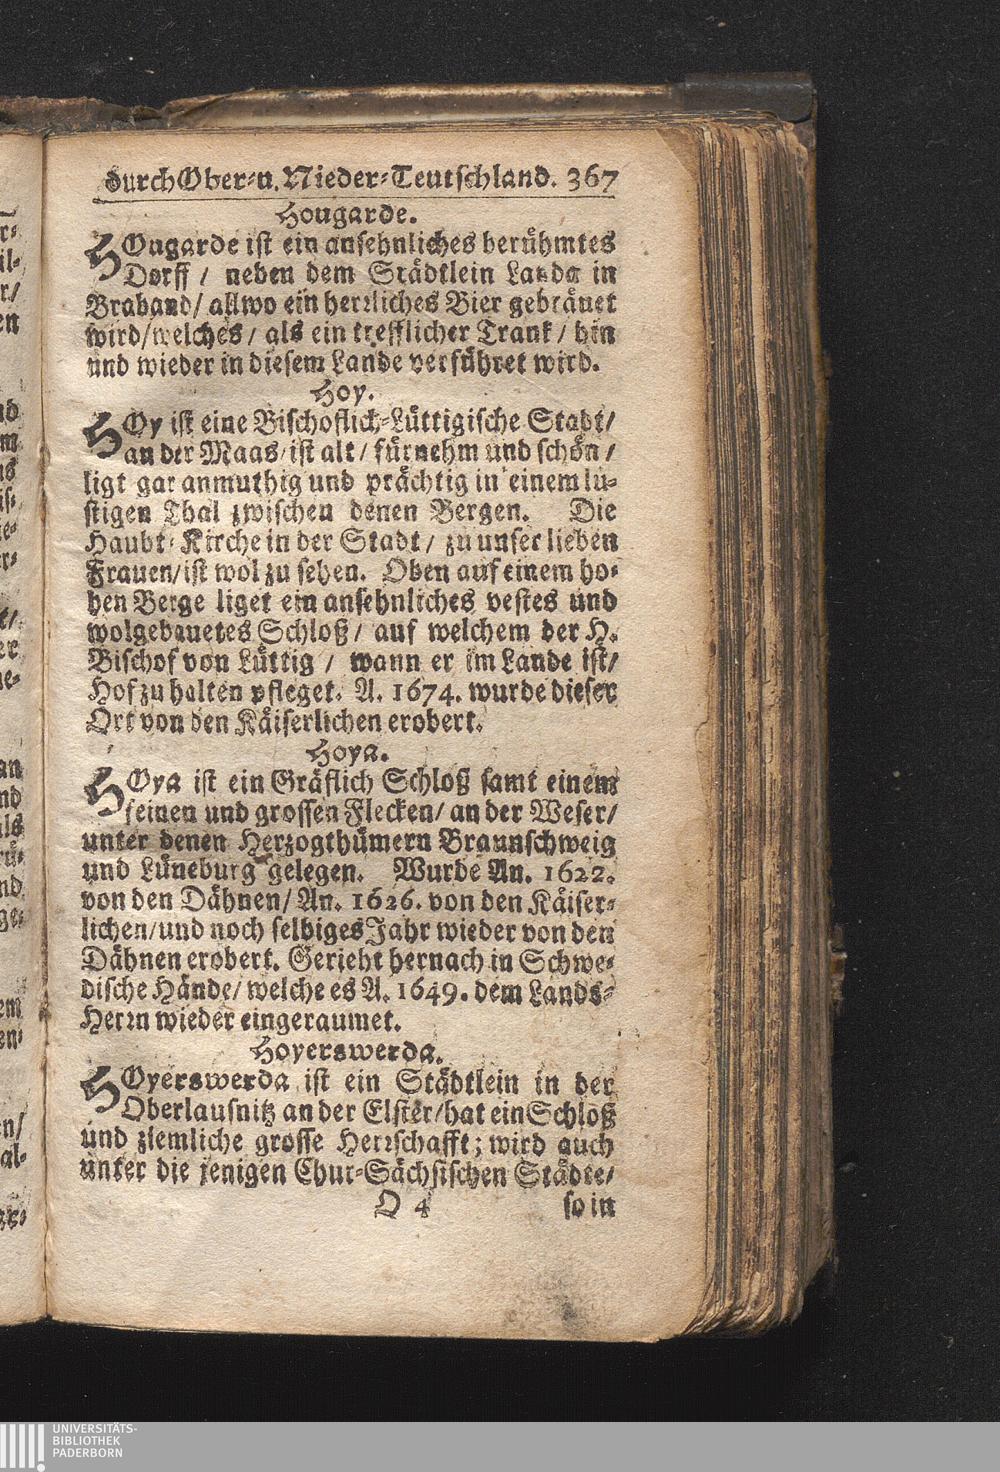 durch Ober-u. Nieder-Teutschland. 367
Hougarde.
HOugarde ist ein ansehnliches berühmtes
Dorff / neben dem Städtlein Landa in
Braband / allwo ein herrliches Bier gebräuet
wird / welches / als ein trefflicher Trank / hin
und wieder in diesem Lande verführet wird.
Hoy.
HOy ist eine Bischoflich-Lüttigische Stadt /
an der Maas / ist alt / fürnehm und schön /
ligt gar anmuthig und prächtig in einem lu-
stigen Thal zwischen denen Bergen. Die
Haubt-Kirche in der Stadt / zu unser lieben
Frauen / ist wol zu sehen. Oben auf einem ho-
hen Berge liget ein ansehnliches vestes und
wolgebauetes Schloß / auf welchem der H.
Bischof von Lüttig / wann er im Lande ist /
Hof zu halten pfleget. A. 1674. wurde dieser
Ort von den Käiserlichen erobert.
Hoya.
HOya ist ein Gräflich Schloß samt einem
feinen und grossen Flecken / an der Weser /
unter denen Herzogthümern Braunschweig
und Lüneburg gelegen. Wurde An. 1622.
von den Dähnen / An. 1626. von den Käiser-
lichen / und noch selbiges Jahr wieder von den
Dähnen erobert. Gerieht hernach in Schwe-
dische Hände / welche es A. 1649. dem Lands-
Herrn wieder eingeraumet.
Hoyerswerda.
HOyerswerda ist ein Städtlein in der
Oberlausnitz an der Elster / hat ein Schloß
und ziemliche grosse Herrschafft; wird auch
unter die jenigen Chur-Sächsischen Städte /
Q 4 so in
UNIVERSITÄTS-
BIBLIOTHEK
PADERBORN